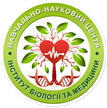 НАВЧАЛЬНО-НАУКОВИЙ ЦЕНТР
ІНСТИТУТ БІОЛОГІЇ ТА МЕДИЦИНИ